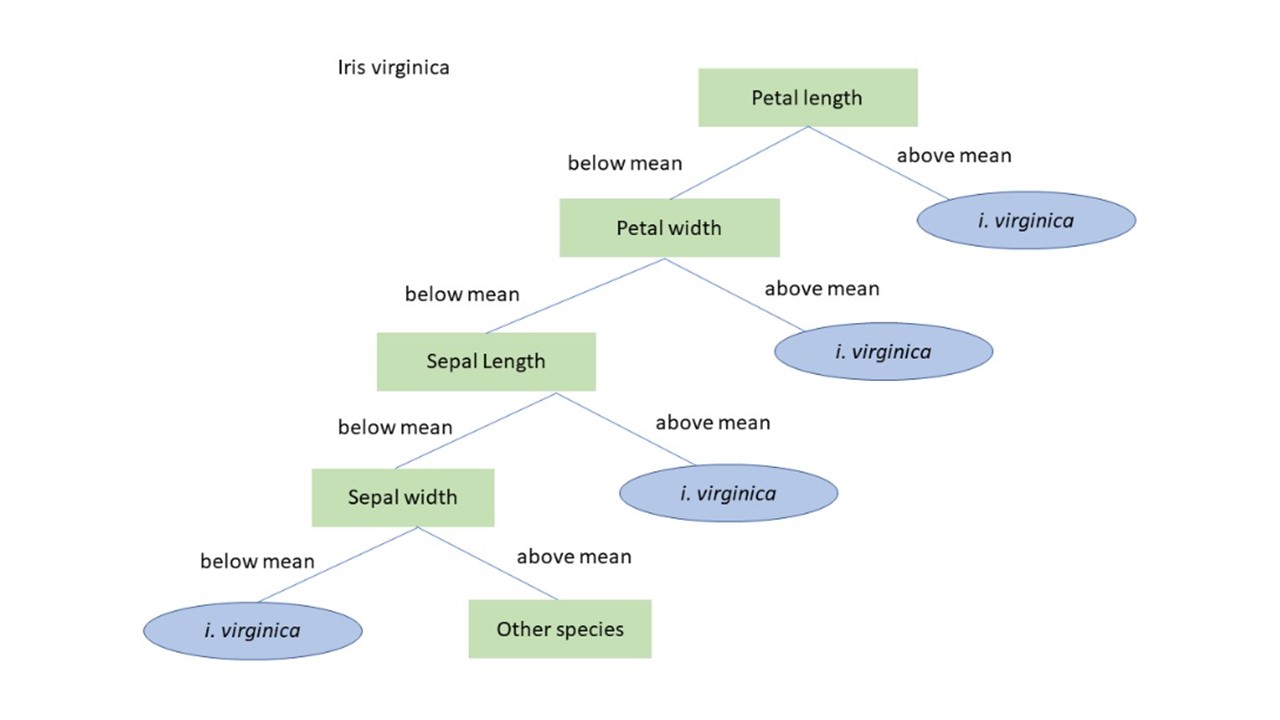 Iris virginica
Petal length
below mean
above mean
Petal width
i. virginica
below mean
above mean
Sepal Length
i. virginica
below mean
above mean
Sepal width
i. virginica
below mean
above mean
i. virginica
Other species